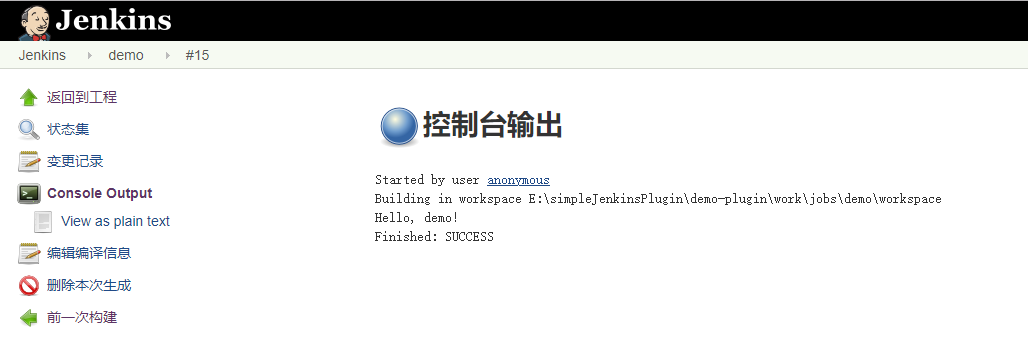 Jenkins
Jenkins demo #15
返回到工程
状态集
变更记录
Console Output
View as plain text
编辑编译信息
删除本次生成
前一次构建
控制台输出
Started by user anonymous
Building in workspace E:\simpleJenkinsPlugin\demo-plugin\work\jobs\demo\workspace
Hello, demo!
Finished: SUCCESS